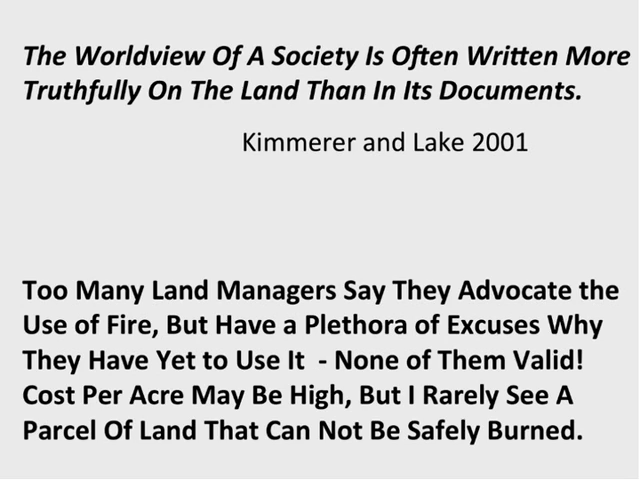 The Worldview Of A Society Is Often Written More
Truthfully On The Land Than In Its Documents.
Kimmerer and Lake 2001
Too Many Land Managers Say They Advocate the
Use of Fire, But Have a Plethora of Excuses Why
They Have Yet to Use It  - None of Them Valid!
Cost Per Acre May Be High, But I Rarely See A
Parcel Of Land That Can Not Be Safely Burned.